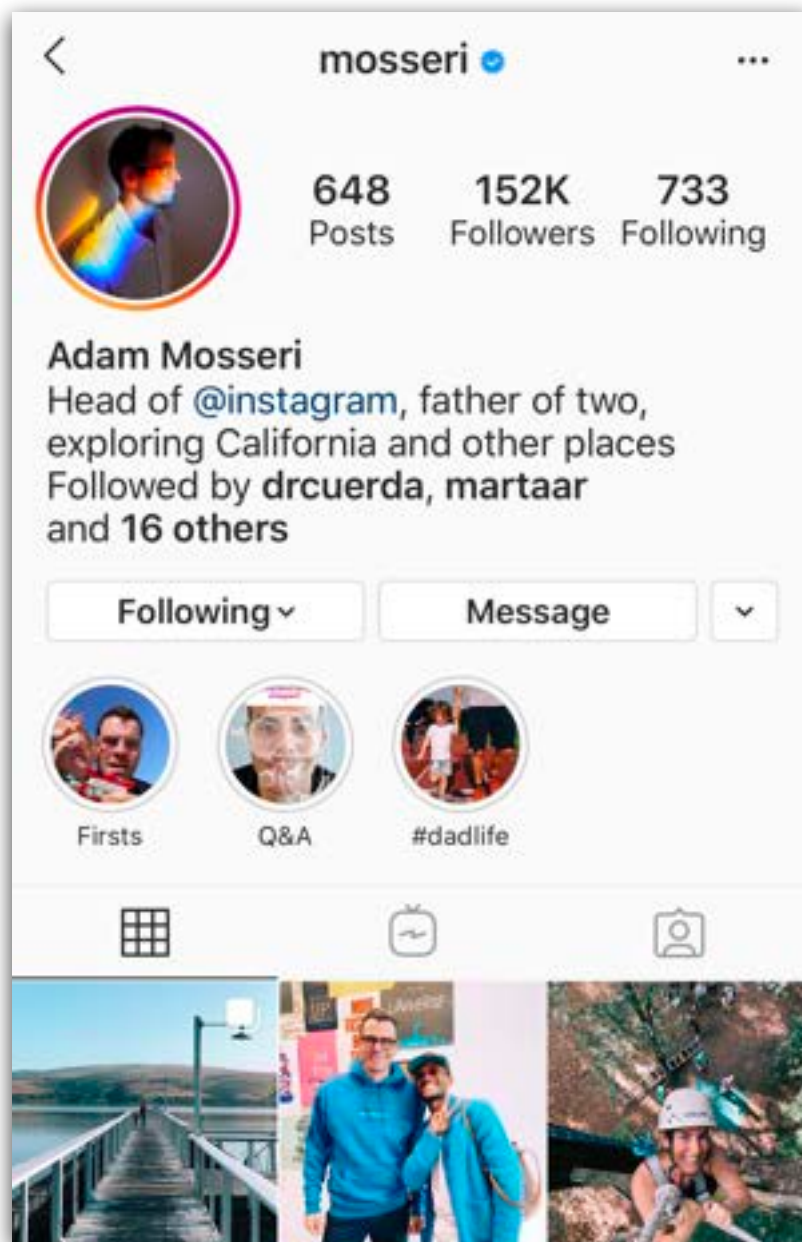 mosseri
648 152K 733
Posts Followers Following
Adam Mosseri
Head of @instagram, father of two,
exploring California and other places
Followed by drcuerda, martaar
and 16 others
Following Message
Firsts Q&A #dadlife
UP